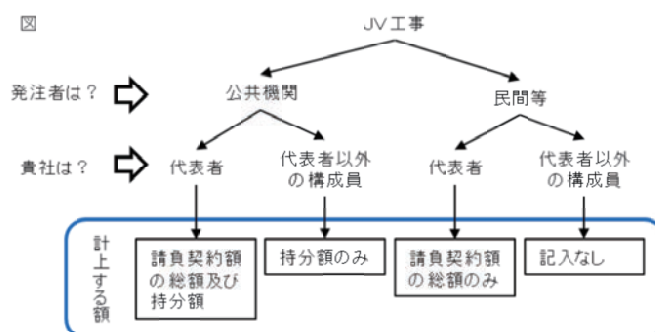 図
JV工事
発注者は?
公共機関
民間等
貴社は?
代表者
代表者以外
の構成員
代表者
代表者以外
の構成員
計上する額
請負契約額
の総額及び
持分額
持分額のみ
請負契約額
の総額のみ
記入なし